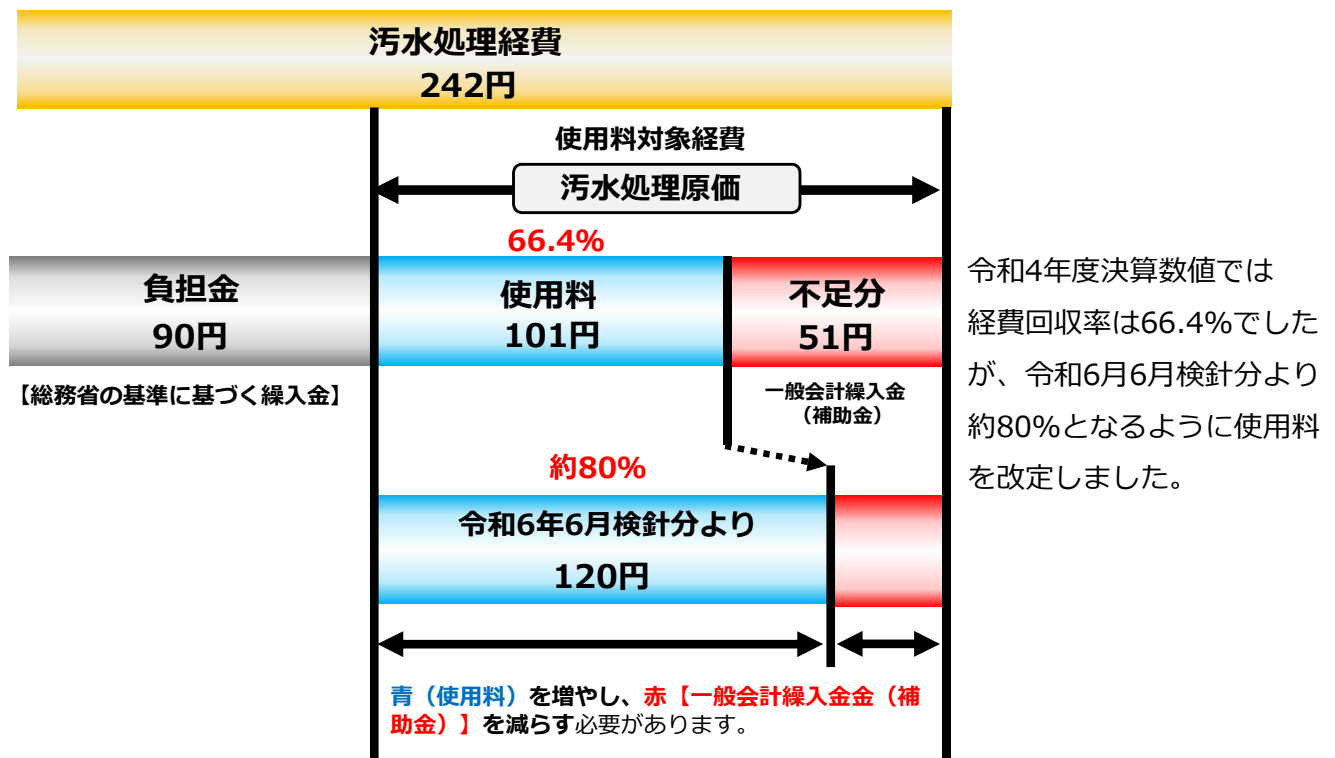 汚水処理経費
242円
使用料対象経費
汚水処理原価
66.4%
負担金
90円
使用料
101円
不足分
51円
【総務省の基準に基づく繰入金】
一般会計繰入金
（補助金）
約80%
令和6年6月検針分より
120円
青（使用料）を増やし、赤【一般会計繰入金金（補
助金）】を減らす必要があります。
令和4年度決算数値では
経費回収率は66.4%でした
が、令和6月6月検針分より
約80%となるように使用料
を改定しました。